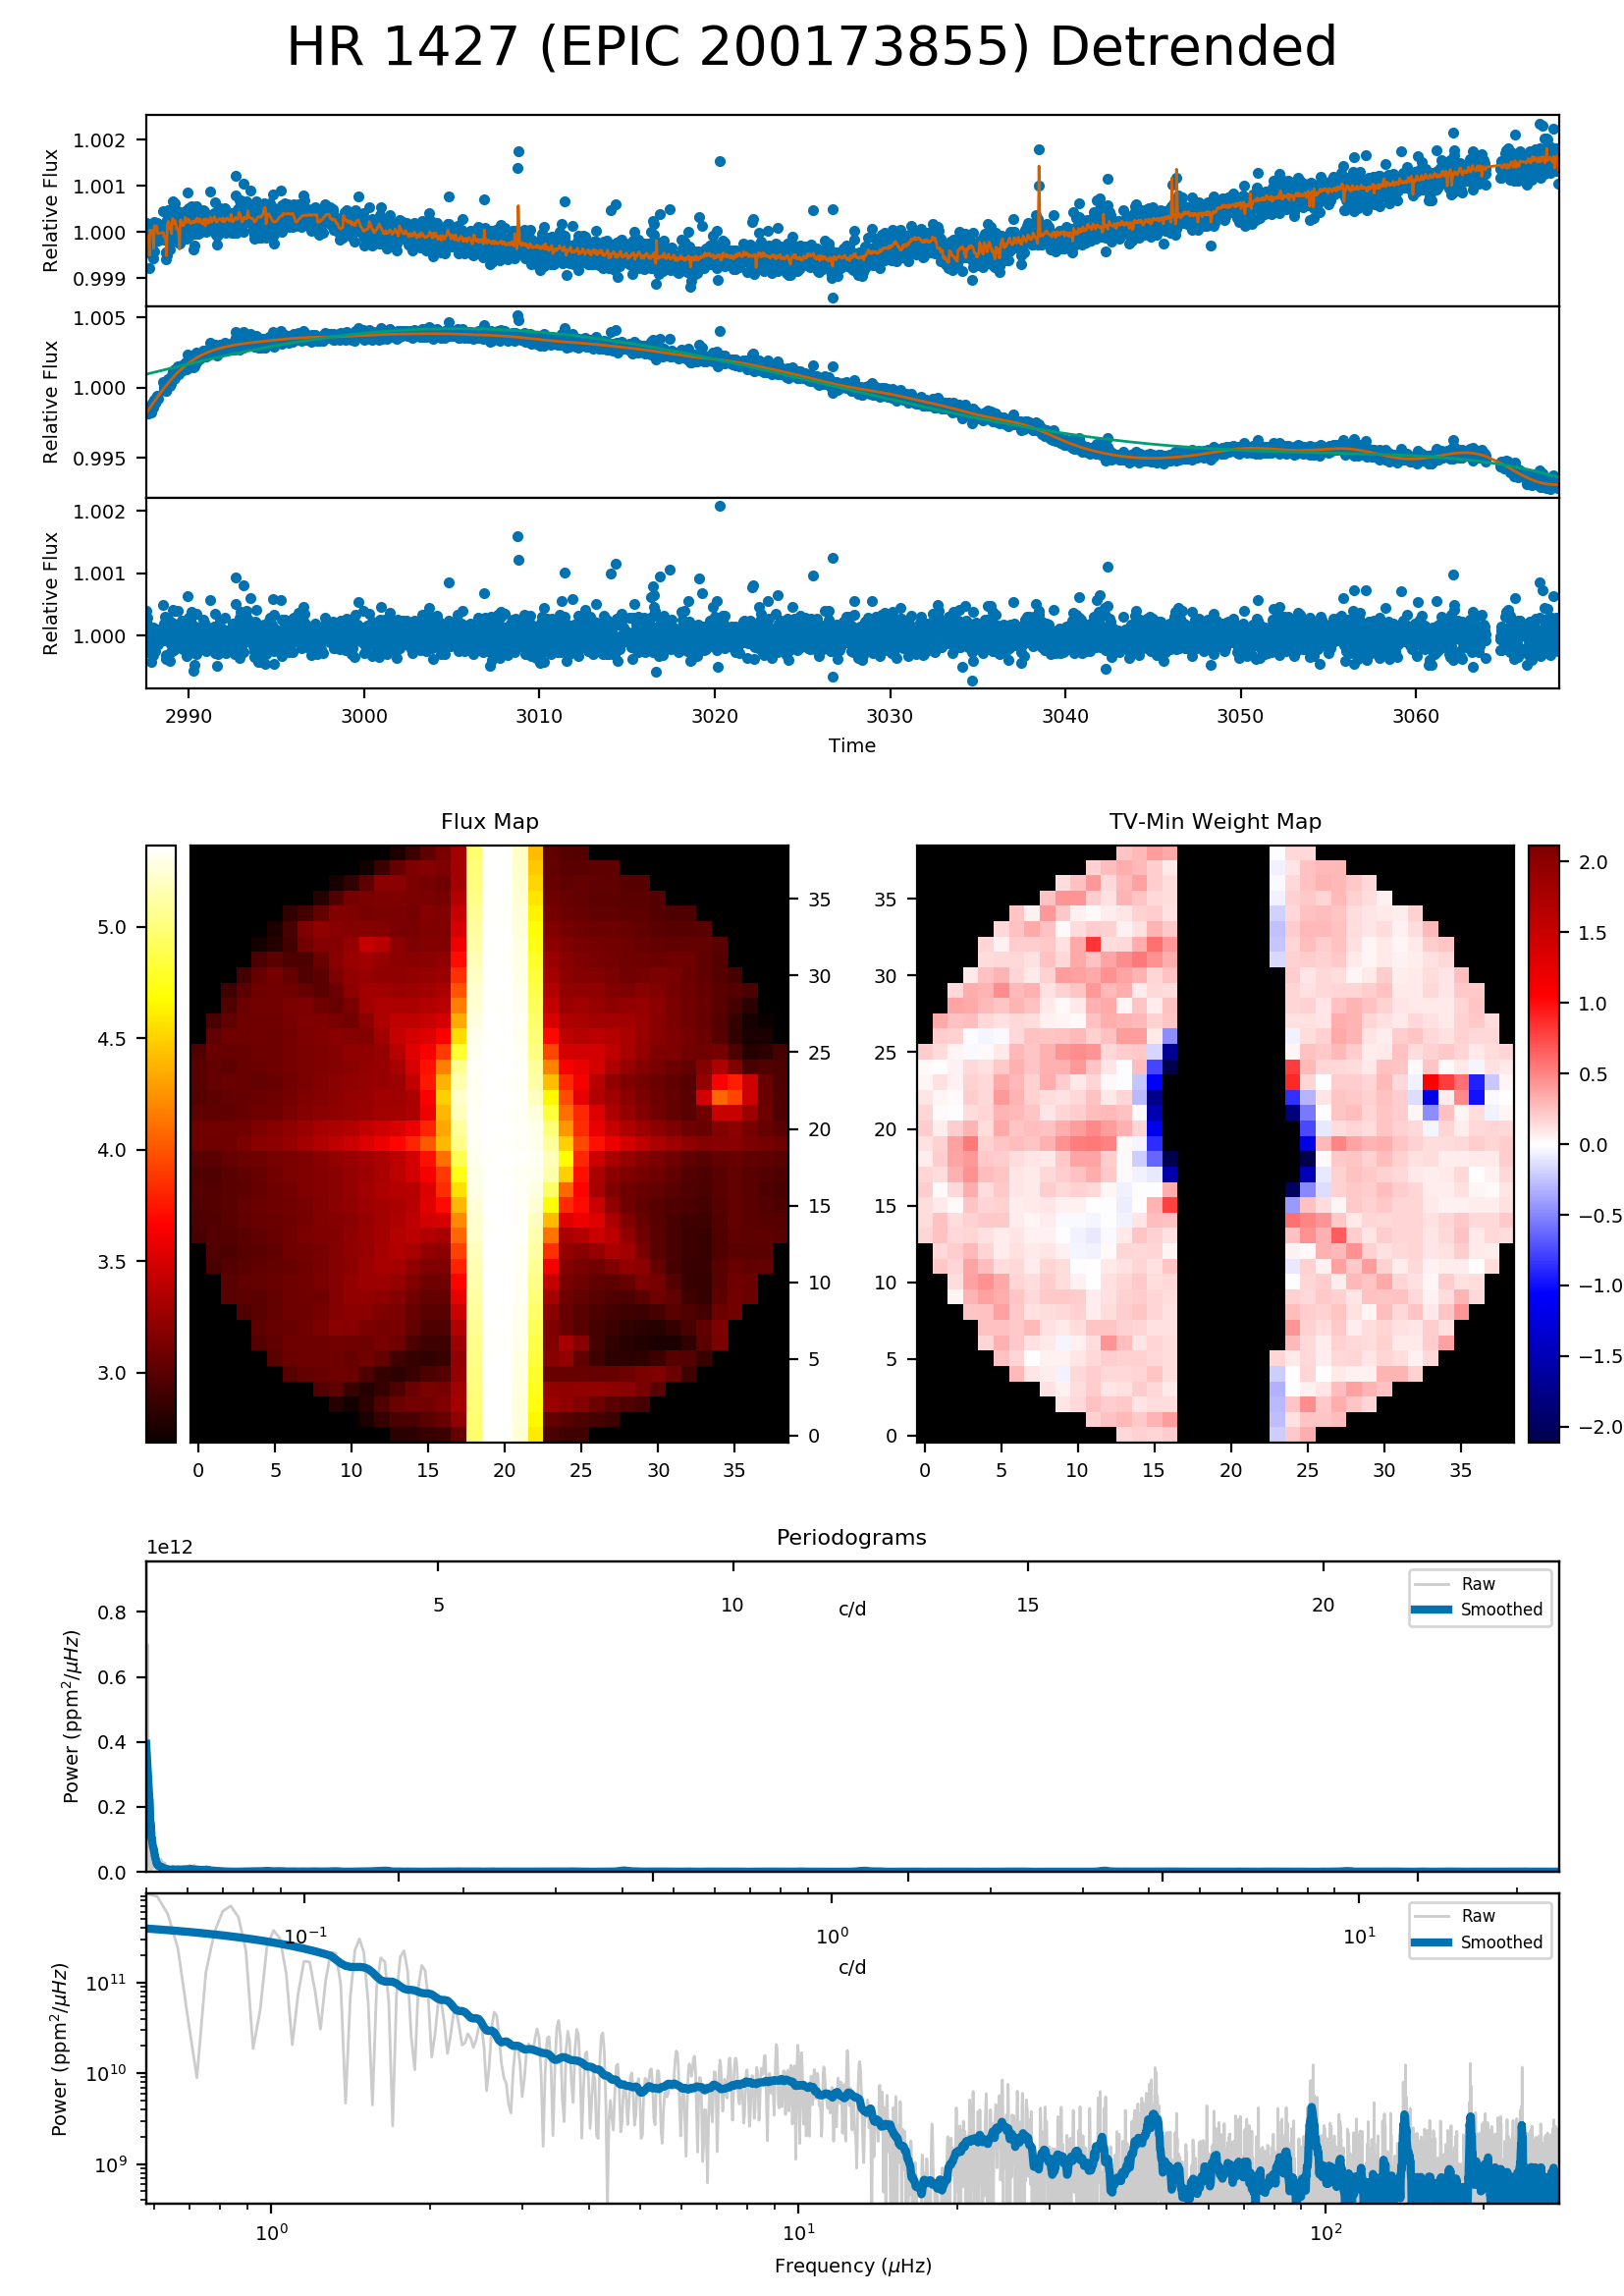 HR 1427 (EPIC 200173855) Detrended
1.002
1.001
1.000
0.999
Relative Flux
1.005
1.000
0.995
Relative Flux
1.002
1.001
1.000
Relative Flux
2990 3000 3010 3020 3030 3040 3050 3060
Time
Flux Map
TV-Min Weight Map
5.0
4.5
4.0
3.5
3.0
35
30
25
20
15
10
5
0
0 5 10 15 20 25 30 35
35
30
25
20
15
10
5
0
0 5 10 15 20 25 30 35
2.0
1.5
1.0
0.5
0.0
−0.5
−1.0
−1.5
−2.0
Periodograms
1e12
5 10 15 20
c/d
Raw
Smoothed
0.8
0.6
0.4
0.2
0.0
Power (ppm²/μHz)
10⁻¹ 10⁰ 10¹
c/d
Raw
Smoothed
10¹¹
10¹⁰
10⁹
Power (ppm²/μHz)
10⁰ 10¹ 10²
Frequency (μHz)